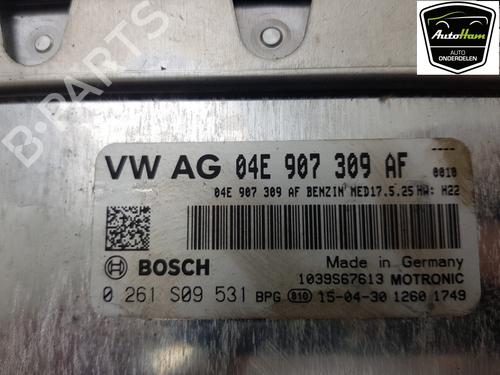 AutoHam
AUTO
ONDERDELEN
B-PARTS
VW AG 04E 907 309 AF
0010
04E 907 309 AF BENZIN MED17.5.25 HW: H22
BOSCH
Made in Germany
1039S67613 MOTRONIC
0 261 S09 531 BPG 810 15-04-30 1260 1749